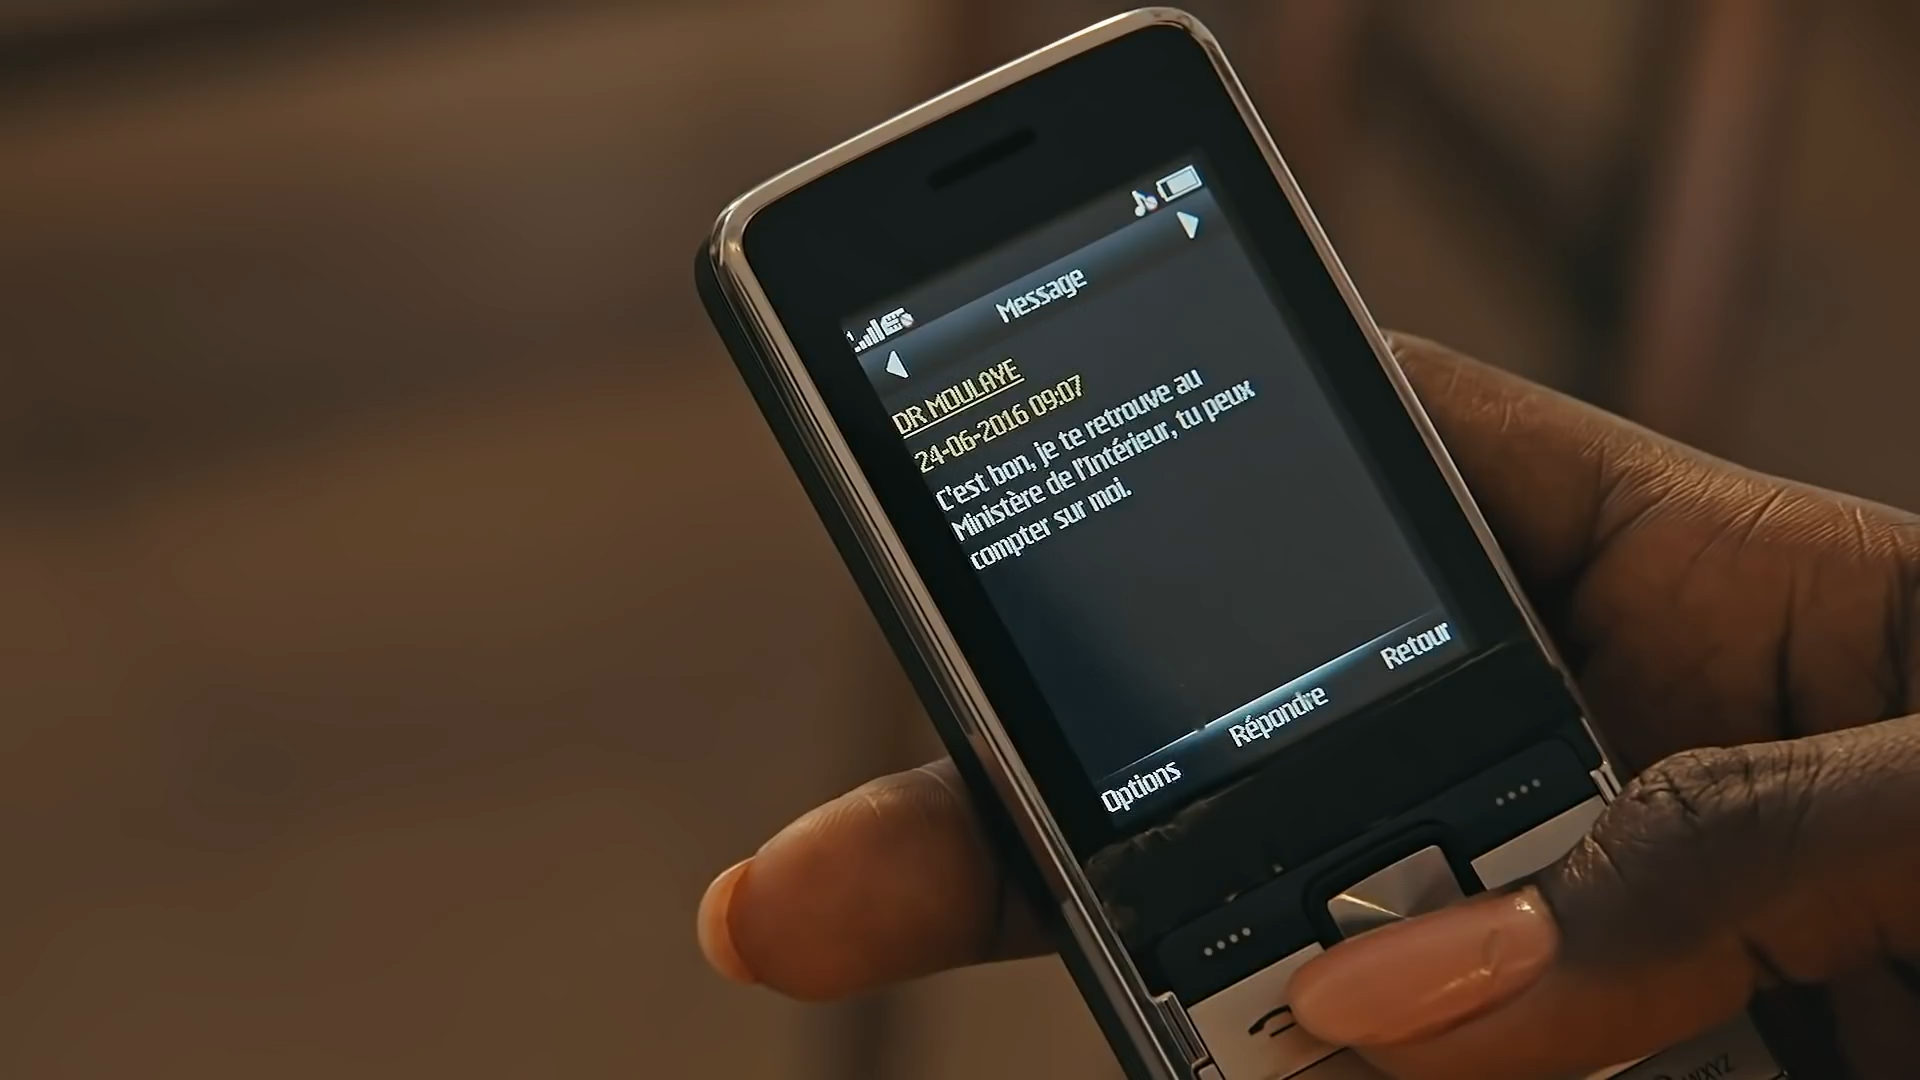 Message
DR MOULAYE
24-06-2016 09:07
C'est bon, je te retrouve au
Ministère de l'Intérieur, tu peux
compter sur moi.
Options Répondre Retour
WXYZ